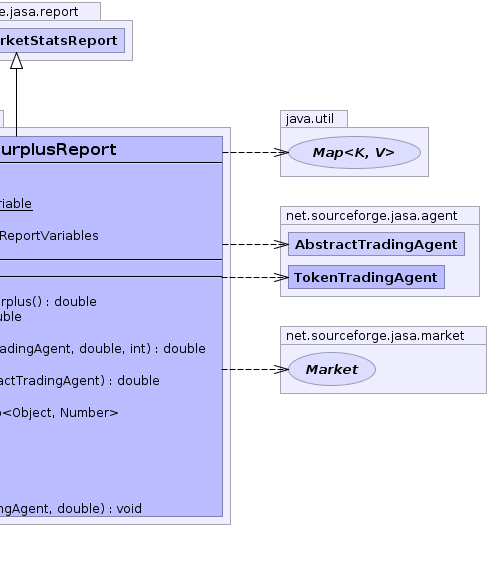 e.jasa.report
rketStatsReport
java.util
urplusReport
Map<K, V>
riable
net.sourceforge.jasa.agent
ReportVariables
AbstractTradingAgent
TokenTradingAgent
rplus() : double
uble
net.sourceforge.jasa.market
adingAgent, double, int) : double
Market
actTradingAgent) : double
<Object, Number>
ngAgent, double) : void